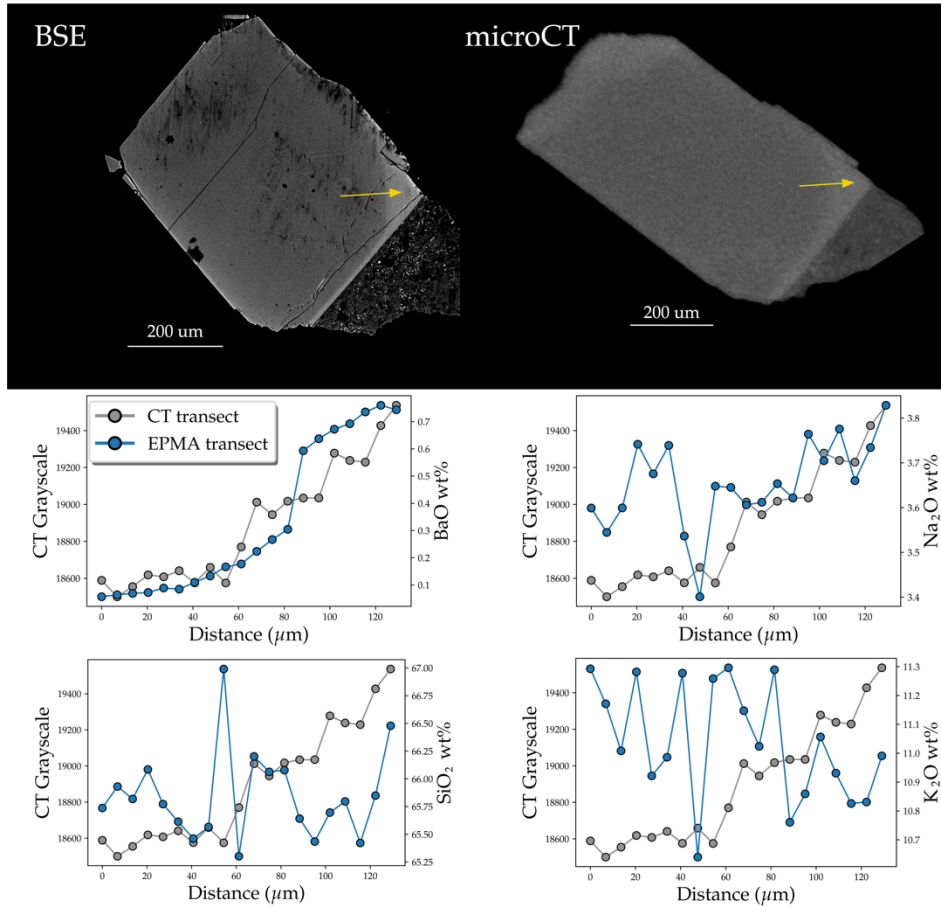 BSE
microCT
200 um
200 um
CT transect
EPMA transect
CT Grayscale
19400
19200
19000
18800
18600
0.7
0.6
0.5
0.4
0.3
0.2
0.1
BaO wt%
0 20 40 60 80 100 120
Distance (µm)
CT Grayscale
19400
19200
19000
18800
18600
3.8
3.7
3.6
3.5
3.4
Na₂O wt%
0 20 40 60 80 100 120
Distance (µm)
CT Grayscale
19400
19200
19000
18800
18600
67.00
66.75
66.50
66.25
66.00
65.75
65.50
65.25
SiO₂ wt%
0 20 40 60 80 100 120
Distance (µm)
CT Grayscale
19400
19200
19000
18800
18600
11.3
11.2
11.1
11.0
10.9
10.8
10.7
K₂O wt%
0 20 40 60 80 100 120
Distance (µm)